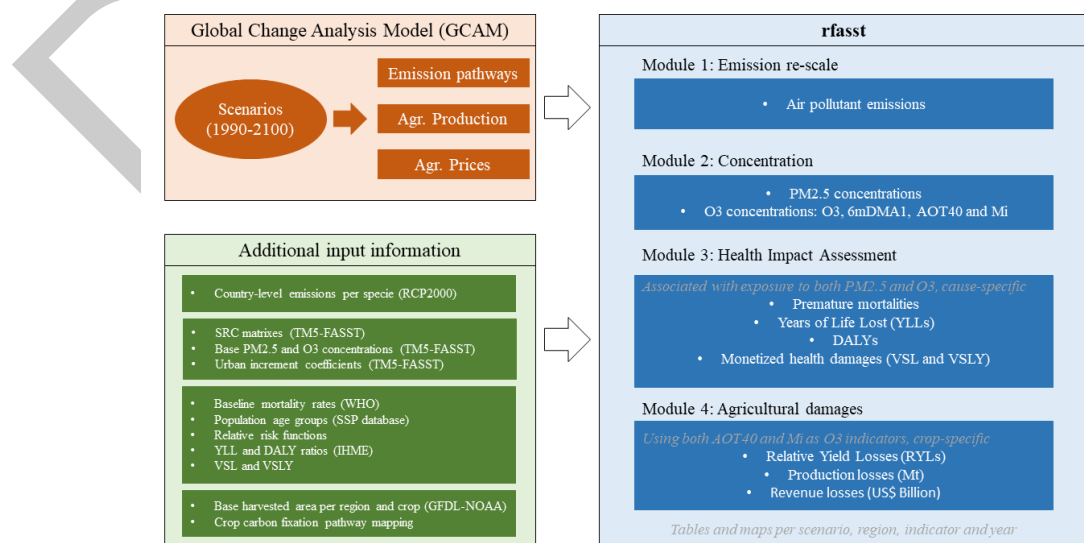 Global Change Analysis Model (GCAM)
Scenarios
(1990-2100)
Emission pathways
Agr. Production
Agr. Prices
Additional input information
• Country-level emissions per specie (RCP2000)
• SRC matrixes (TM5-FASST)
• Base PM2.5 and O3 concentrations (TM5-FASST)
• Urban increment coefficients (TM5-FASST)
• Baseline mortality rates (WHO)
• Population age groups (SSP database)
• Relative risk functions
• YLL and DALY ratios (IHME)
• VSL and VSLY
• Base harvested area per region and crop (GFDL-NOAA)
• Crop carbon fixation pathway mapping
rfasst
Module 1: Emission re-scale
• Air pollutant emissions
Module 2: Concentration
• PM2.5 concentrations
• O3 concentrations: O3, 6mDMA1, AOT40 and Mi
Module 3: Health Impact Assessment
Associated with exposure to both PM2.5 and O3, cause-specific
• Premature mortalities
• Years of Life Lost (YLLs)
• DALYs
• Monetized health damages (VSL and VSLY)
Module 4: Agricultural damages
Using both AOT40 and Mi as O3 indicators, crop-specific
• Relative Yield Losses (RYLs)
• Production losses (Mt)
• Revenue losses (US$ Billion)
Tables and maps per scenario, region, indicator and year